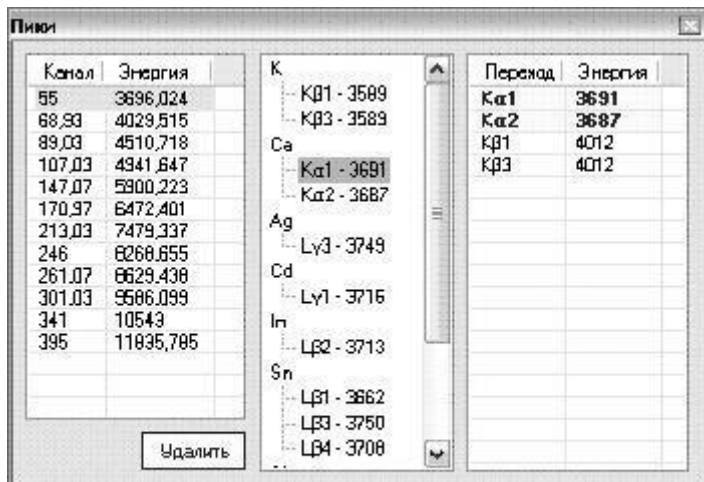 Пики
Канал Энергия
55 3696,024
68,93 4029,515
89,03 4510,718
107,03 4941,647
147,07 5900,223
170,97 6472,401
213,03 7479,337
246 8268,655
261,07 8629,438
301,03 9586,099
341 10543
395 11835,785
Удалить
K
Kβ1 - 3589
Kβ3 - 3589
Ca
Kα1 - 3691
Kα2 - 3687
Ag
Lγ3 - 3749
Cd
Lγ1 - 3716
In
Lβ2 - 3713
Sn
Lβ1 - 3662
Lβ3 - 3750
Lβ4 - 3708
Переход Энергия
Kα1 3691
Kα2 3687
Kβ1 4012
Kβ3 4012